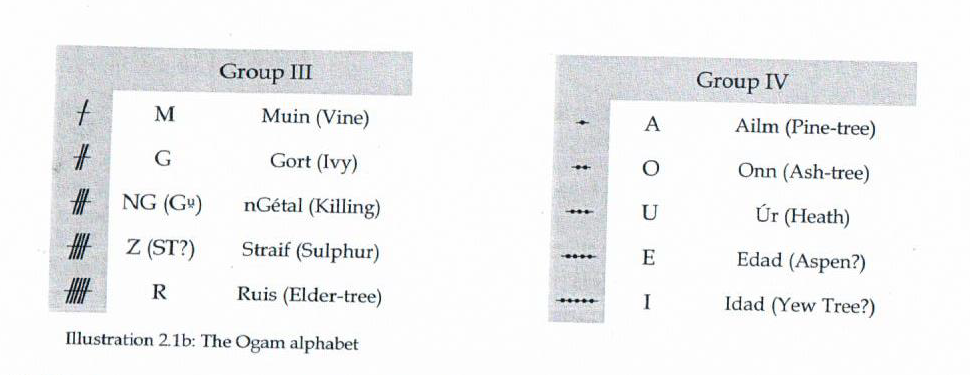 Group III
M Muin (Vine)
G Gort (Ivy)
NG (Gᵘ̯) nGétal (Killing)
Z (ST?) Straif (Sulphur)
R Ruis (Elder-tree)
Illustration 2.1b: The Ogam alphabet
Group IV
A Ailm (Pine-tree)
O Onn (Ash-tree)
U Úr (Heath)
E Edad (Aspen?)
I Idad (Yew Tree?)